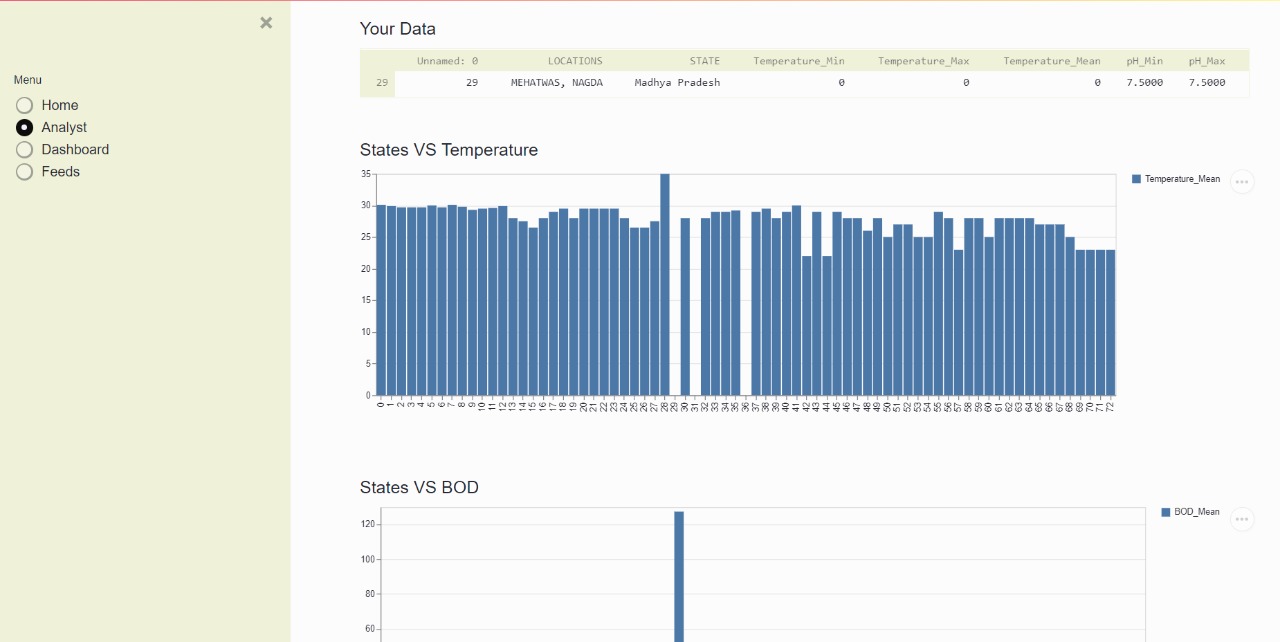 ×
Menu
Home
Analyst
Dashboard
Feeds
Your Data
Unnamed: 0 LOCATIONS STATE Temperature_Min Temperature_Max Temperature_Mean pH_Min pH_Max
29 29 MEHATWAS, NAGDA Madhya Pradesh 0 0 0 7.5000 7.5000
States VS Temperature
Temperature_Mean
35
30
25
20
15
10
5
0
0 1 2 3 4 5 6 7 8 9 10 11 12 13 14 15 16 17 18 19 20 21 22 23 24 25 26 27 28 29 30 31 32 33 34 35 36 37 38 39 40 41 42 43 44 45 46 47 48 49 50 51 52 53 54 55 56 57 58 59 60 61 62 63 64 65 66 67 68 69 70 71 72
States VS BOD
BOD_Mean
120
100
80
60